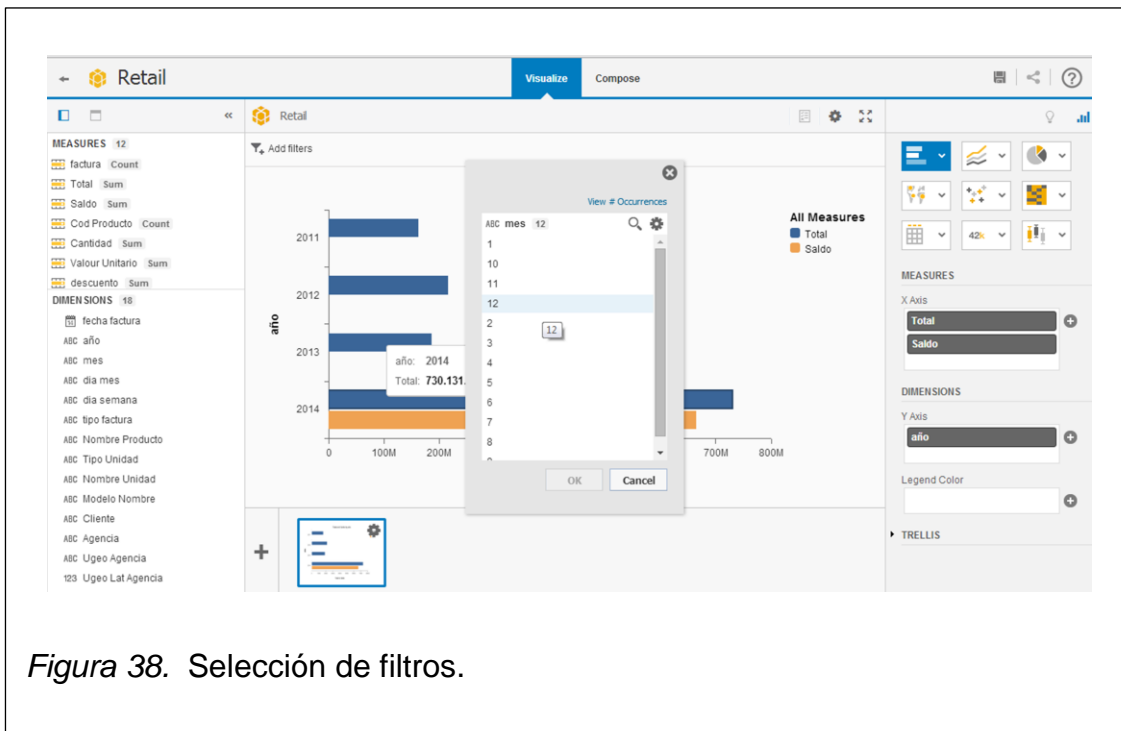 Retail
Visualize
Compose
Retail
MEASURES 12
factura Count
Total Sum
Saldo Sum
Cod Producto Count
Cantidad Sum
Valour Unitario Sum
descuento Sum
DIMENSIONS 18
fecha factura
ABC año
ABC mes
ABC dia mes
ABC dia semana
ABC tipo factura
ABC Nombre Producto
ABC Tipo Unidad
ABC Nombre Unidad
ABC Modelo Nombre
ABC Cliente
ABC Agencia
ABC Ugeo Agencia
123 Ugeo Lat Agencia
Add filters
año
2011
2012
2013
2014
0 100M 200M 700M 800M
año: 2014
Total: 730.131.
View # Occurrences
ABC mes 12
1
10
11
12
2
12
3
4
5
6
7
8
OK Cancel
All Measures
Total
Saldo
42K
MEASURES
X Axis
Total
Saldo
DIMENSIONS
Y Axis
año
Legend Color
TRELLIS
Figura 38. Selección de filtros.